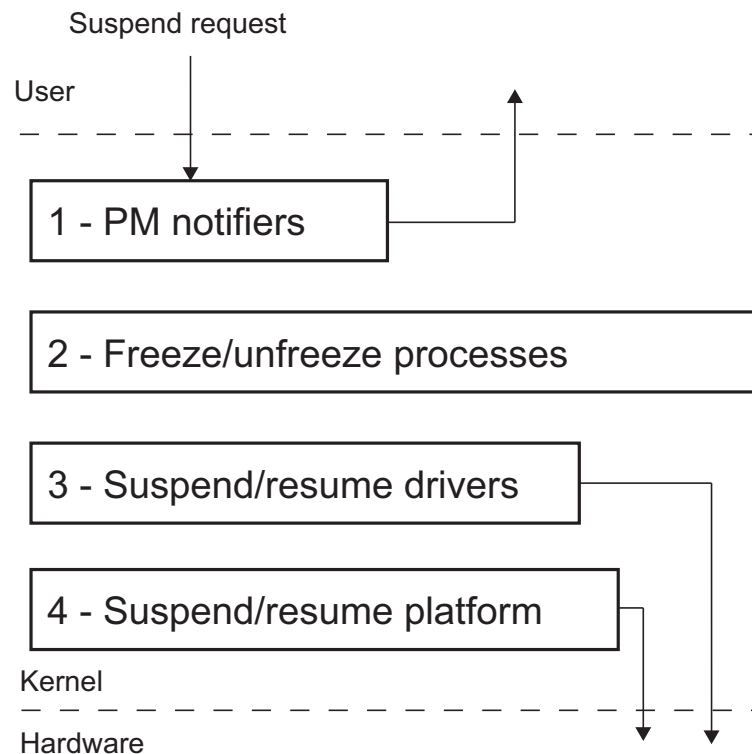 Suspend request
User
1 - PM notifiers
2 - Freeze/unfreeze processes
3 - Suspend/resume drivers
4 - Suspend/resume platform
Kernel
Hardware